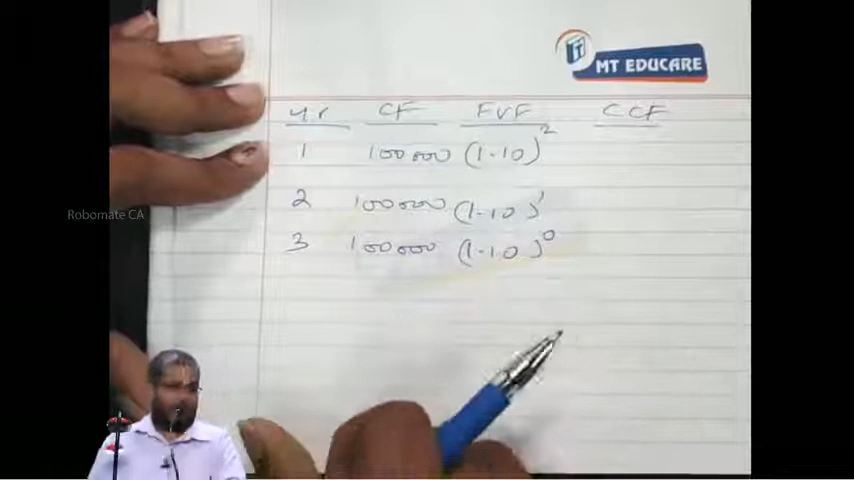 MT EDUCARE
Yr CF FVF CCF
1 100000 (1.10)²
2 100000 (1.10)¹
3 100000 (1.10)⁰
Robomate CA